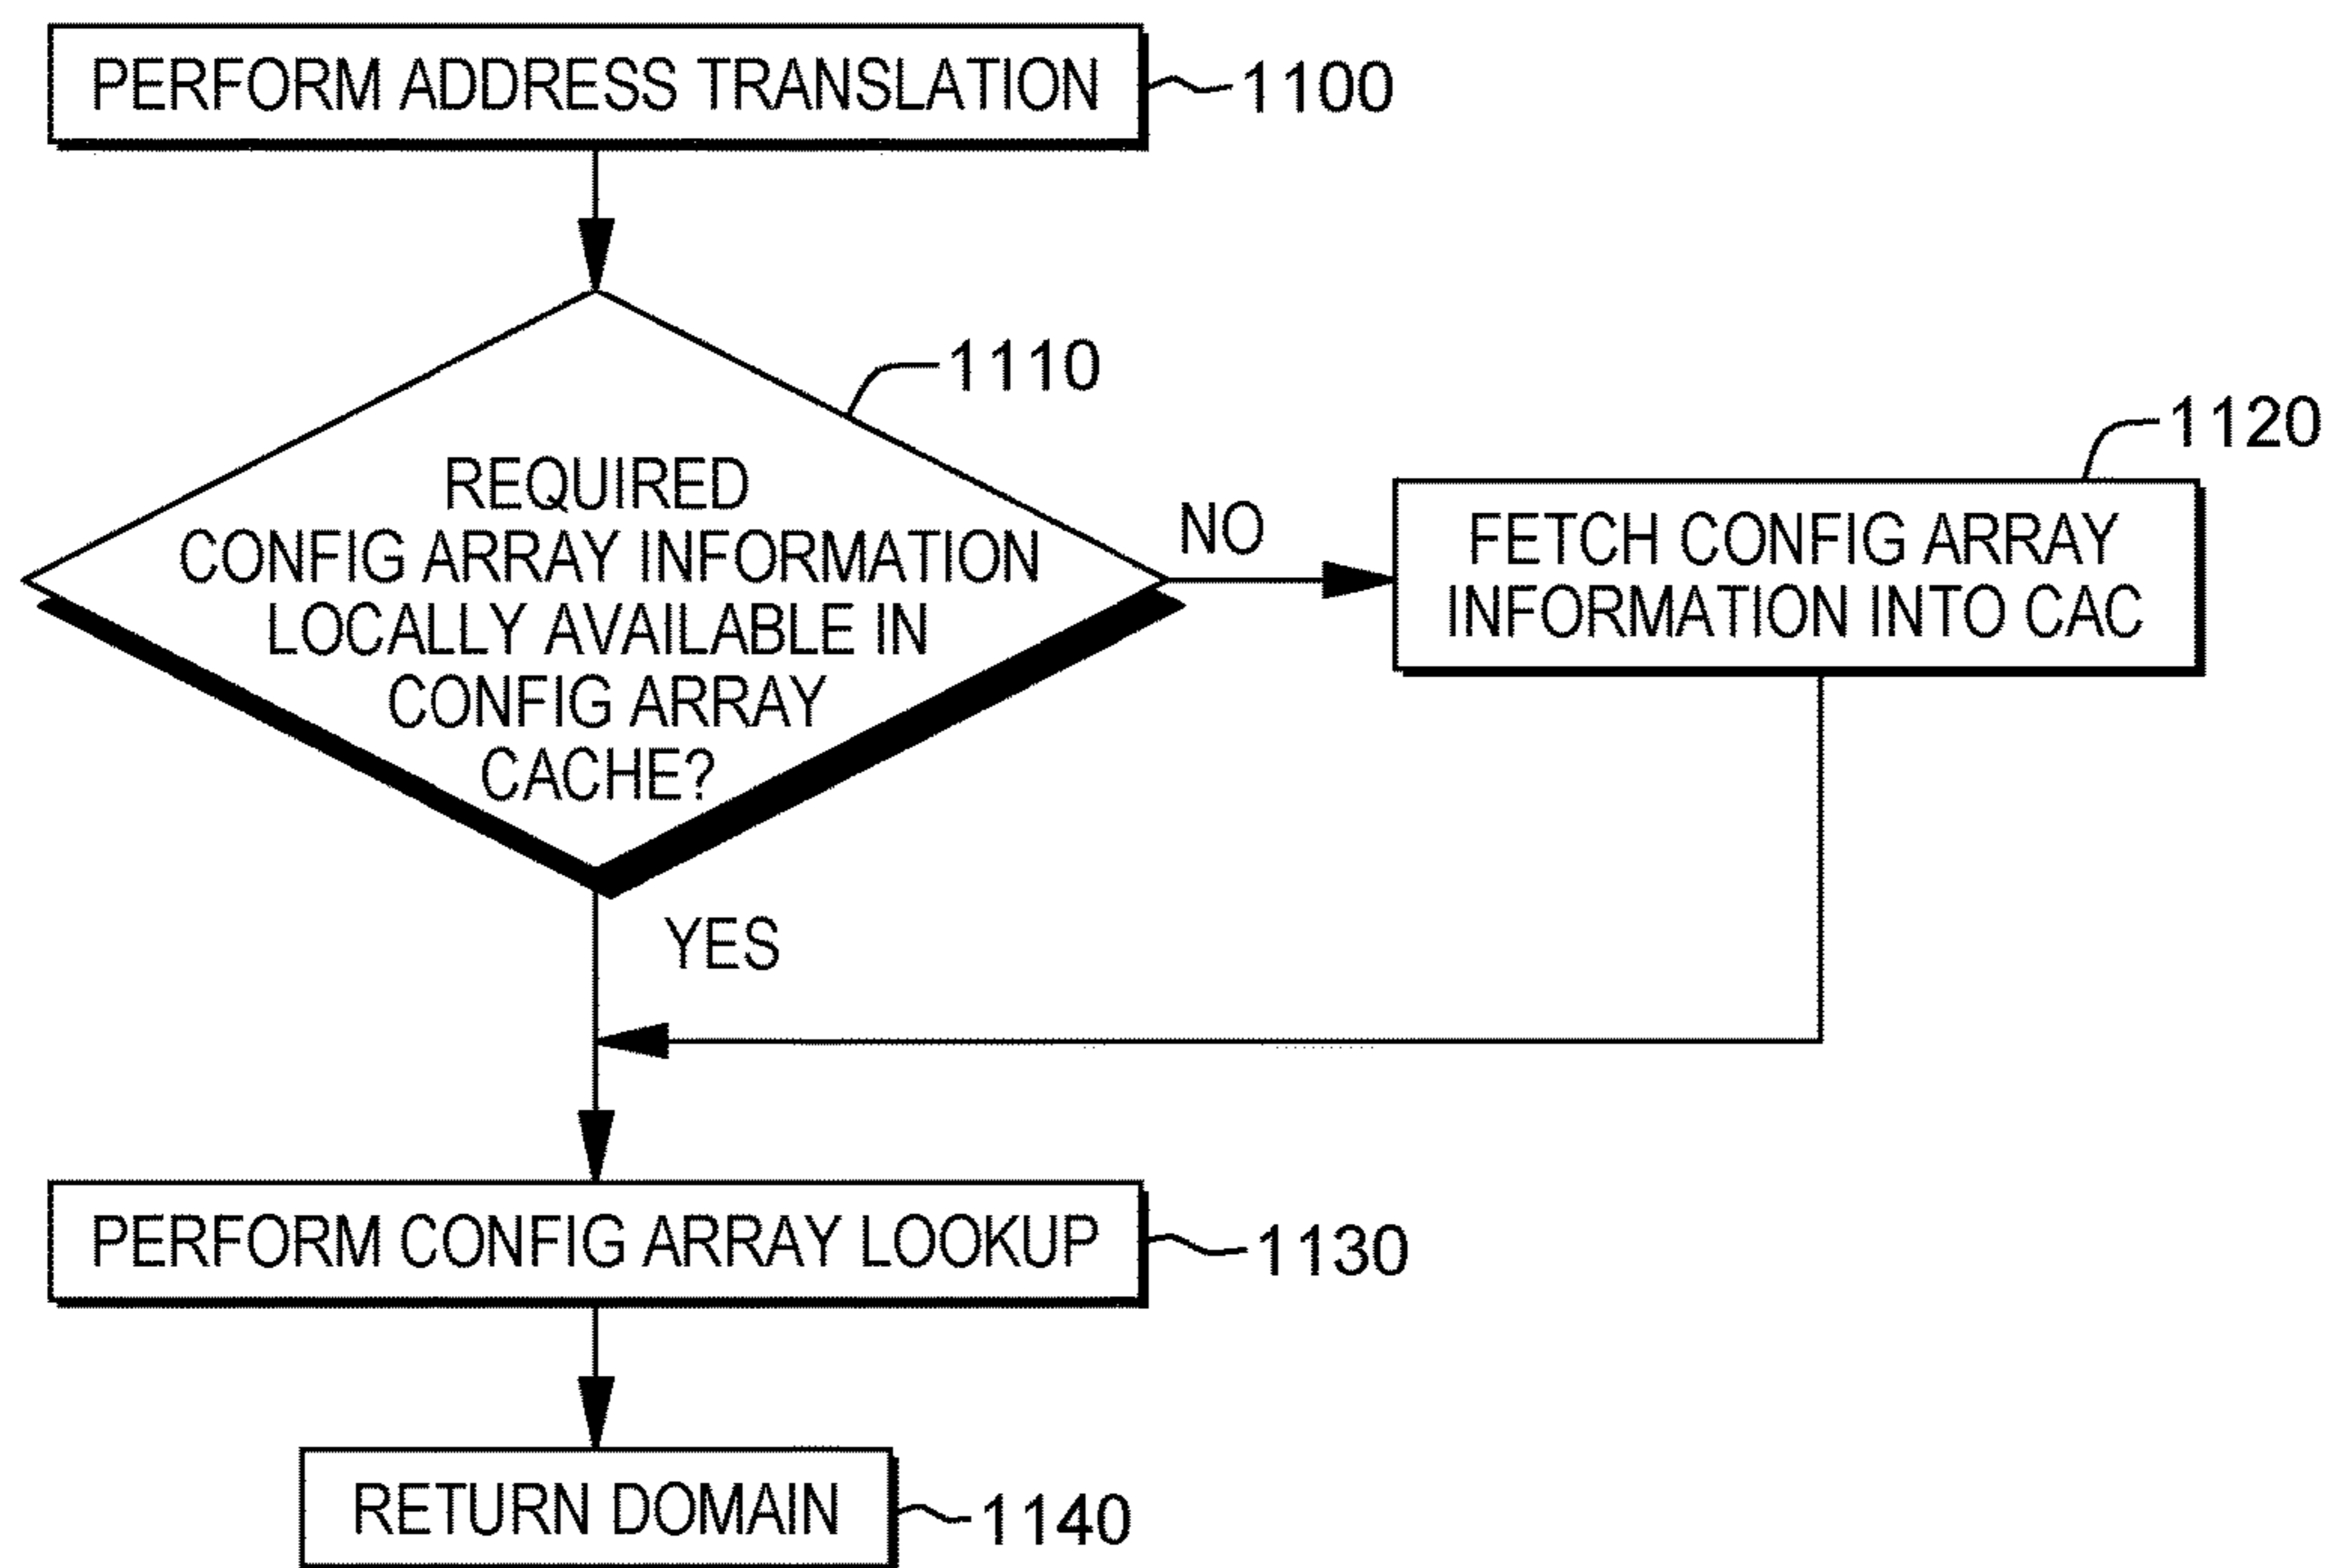 PERFORM ADDRESS TRANSLATION
1100
1110
REQUIRED
CONFIG ARRAY INFORMATION
LOCALLY AVAILABLE IN
CONFIG ARRAY
CACHE?
NO
1120
FETCH CONFIG ARRAY
INFORMATION INTO CAC
YES
PERFORM CONFIG ARRAY LOOKUP
1130
RETURN DOMAIN
1140